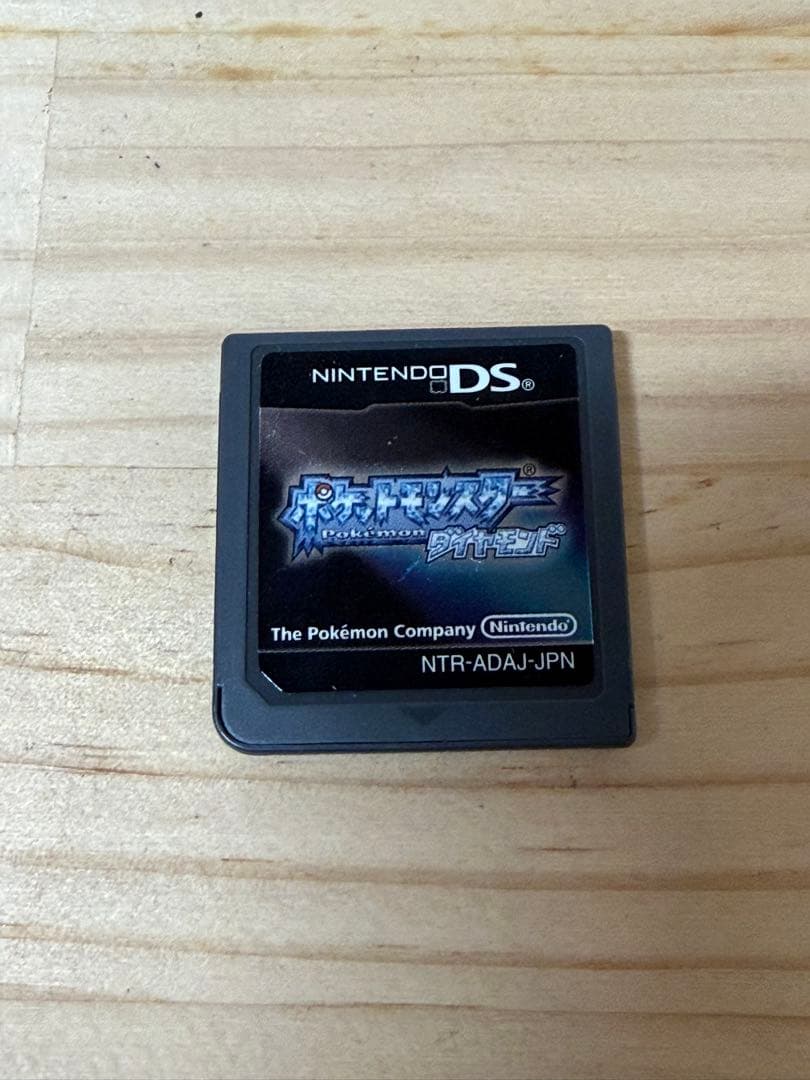 NINTENDO DS®
ポケットモンスター®
Pokémon
ダイヤモンド
The Pokémon Company Nintendo®
NTR-ADAJ-JPN